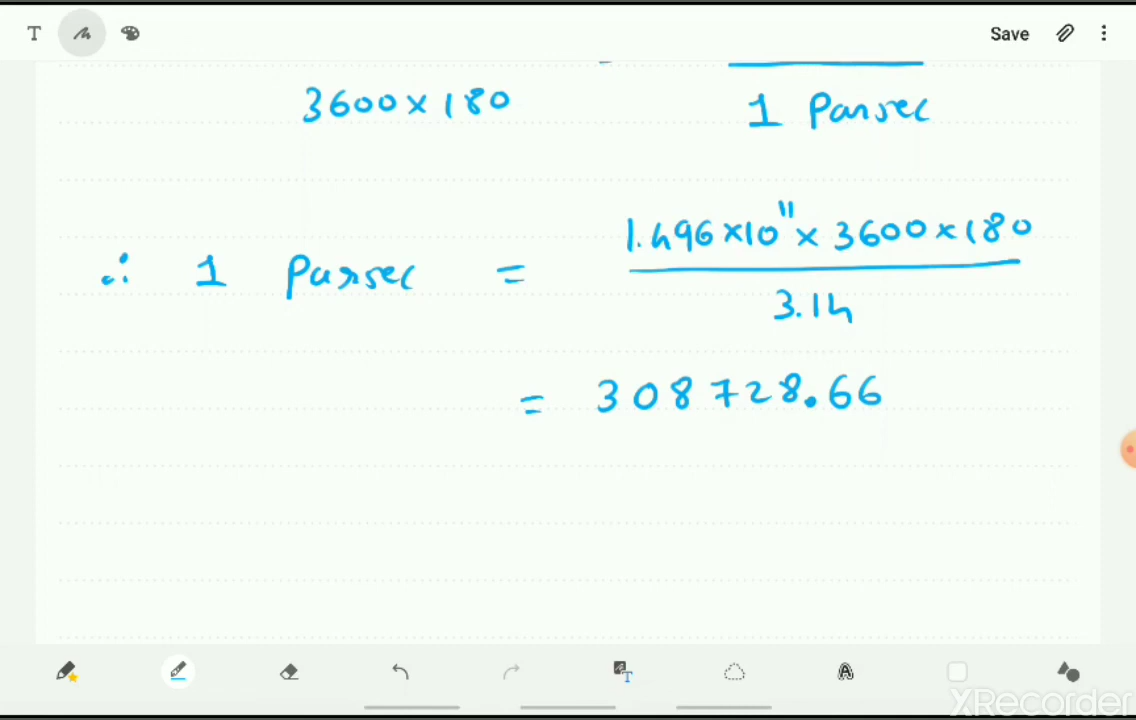 T Save
3600 × 180 1 Parsec
1.496 × 10¹¹ × 3600 × 180
∴ 1 Parsec =
3.14
= 308728.66
T A
XRecorder